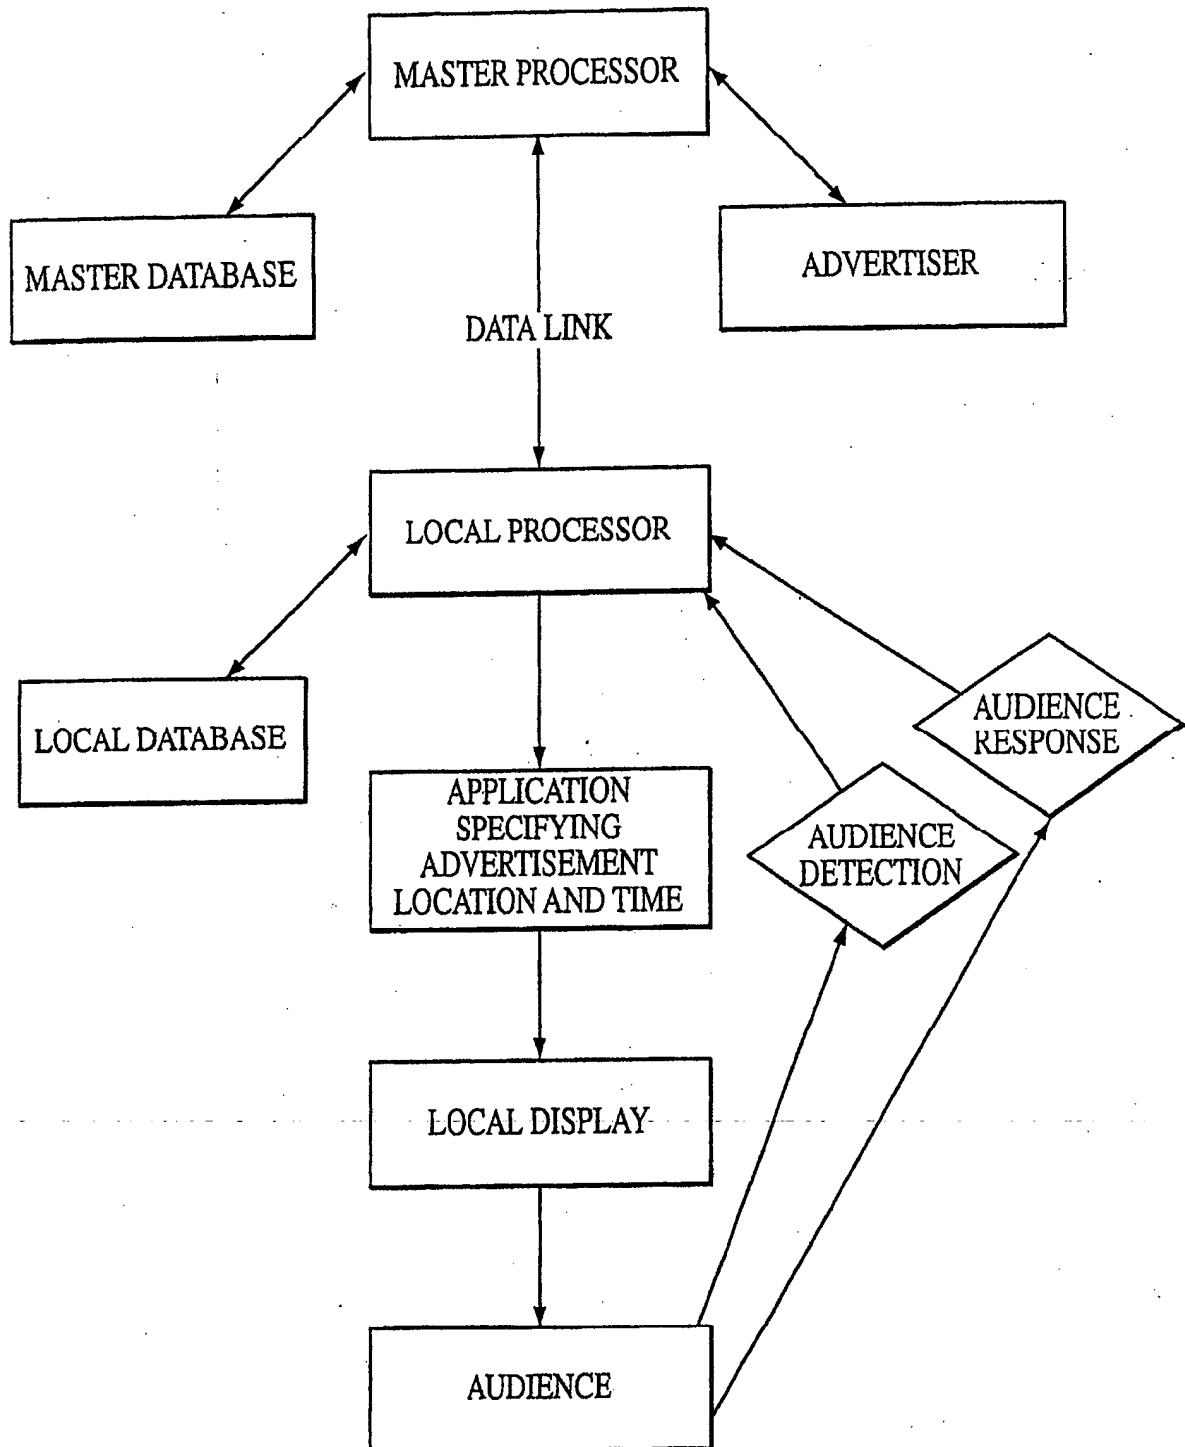 MASTER PROCESSOR
MASTER DATABASE
ADVERTISER
DATA LINK
LOCAL PROCESSOR
LOCAL DATABASE
AUDIENCE
RESPONSE
APPLICATION
SPECIFYING
ADVERTISEMENT
LOCATION AND TIME
AUDIENCE
DETECTION
LOCAL DISPLAY
AUDIENCE